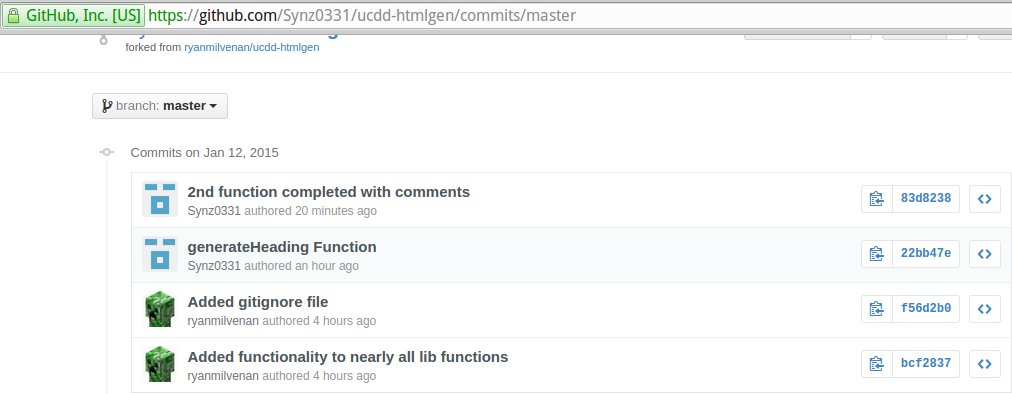 GitHub, Inc. [US] https://github.com/Synz0331/ucdd-htmlgen/commits/master
forked from ryanmilvenan/ucdd-htmlgen
branch: master
Commits on Jan 12, 2015
2nd function completed with comments
Synz0331 authored 20 minutes ago
83d8238
generateHeading Function
Synz0331 authored an hour ago
22bb47e
Added gitignore file
ryanmilvenan authored 4 hours ago
f56d2b0
Added functionality to nearly all lib functions
ryanmilvenan authored 4 hours ago
bcf2837